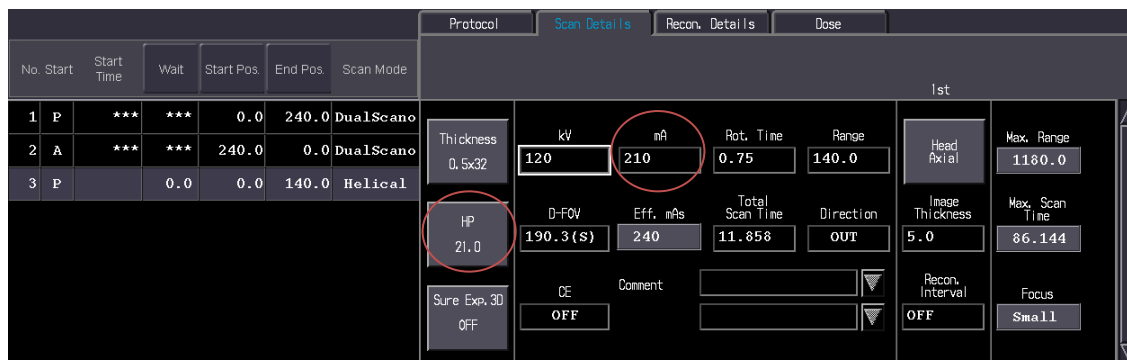 Protocol Scan Details Recon. Details Dose
No. Start Start Time Wait Start Pos. End Pos. Scan Mode
1st
1 P *** *** 0.0 240.0 DualScano
2 A *** *** 240.0 0.0 DualScano
3 P 0.0 0.0 140.0 Helical
Thickness
0.5x32
kV mA Rot. Time Range
120 210 0.75 140.0
Head
Axial
Max. Range
1180.0
HP
21.0
D-FOV Eff. mAs Total Scan Time Direction
190.3(S) 240 11.858 OUT
Image
Thickness
5.0
Max. Scan
Time
86.144
Sure Exp. 3D
OFF
CE Comment
OFF
Recon.
Interval
OFF
Focus
Small